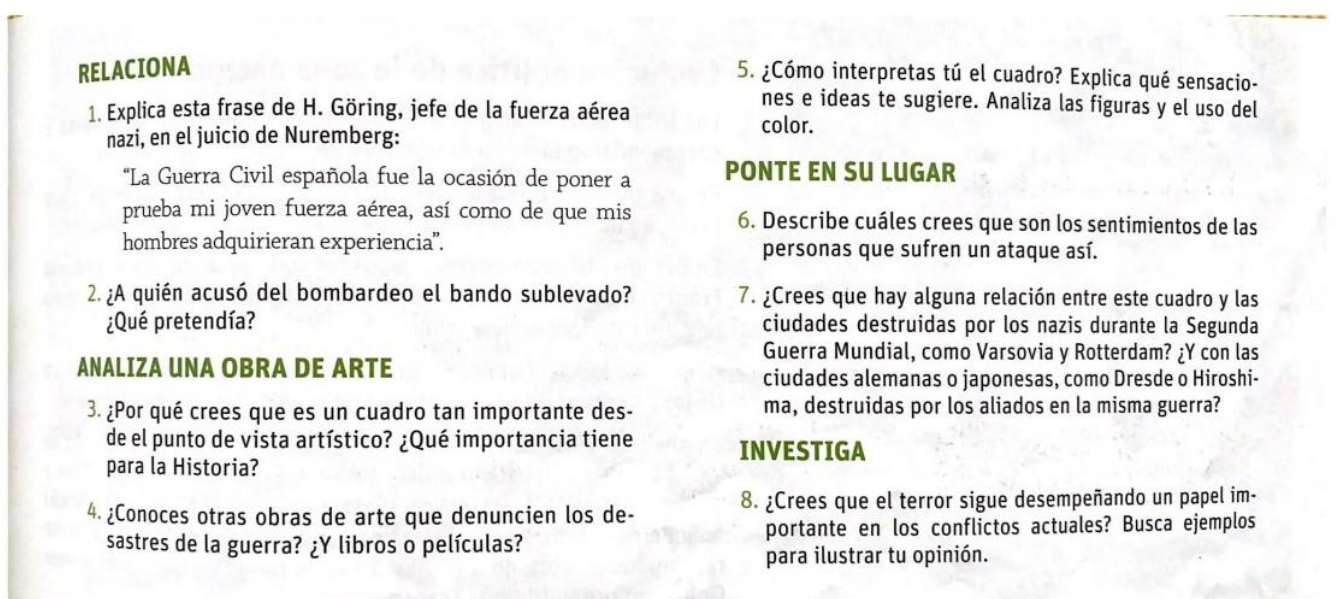 RELACIONA
1. Explica esta frase de H. Göring, jefe de la fuerza aérea
nazi, en el juicio de Nuremberg:
“La Guerra Civil española fue la ocasión de poner a
prueba mi joven fuerza aérea, así como de que mis
hombres adquirieran experiencia”.
2. ¿A quién acusó del bombardeo el bando sublevado?
¿Qué pretendía?
ANALIZA UNA OBRA DE ARTE
3. ¿Por qué crees que es un cuadro tan importante des-
de el punto de vista artístico? ¿Qué importancia tiene
para la Historia?
4. ¿Conoces otras obras de arte que denuncien los de-
sastres de la guerra? ¿Y libros o películas?
5. ¿Cómo interpretas tú el cuadro? Explica qué sensacio-
nes e ideas te sugiere. Analiza las figuras y el uso del
color.
PONTE EN SU LUGAR
6. Describe cuáles crees que son los sentimientos de las
personas que sufren un ataque así.
7. ¿Crees que hay alguna relación entre este cuadro y las
ciudades destruidas por los nazis durante la Segunda
Guerra Mundial, como Varsovia y Rotterdam? ¿Y con las
ciudades alemanas o japonesas, como Dresde o Hiroshi-
ma, destruidas por los aliados en la misma guerra?
INVESTIGA
8. ¿Crees que el terror sigue desempeñando un papel im-
portante en los conflictos actuales? Busca ejemplos
para ilustrar tu opinión.